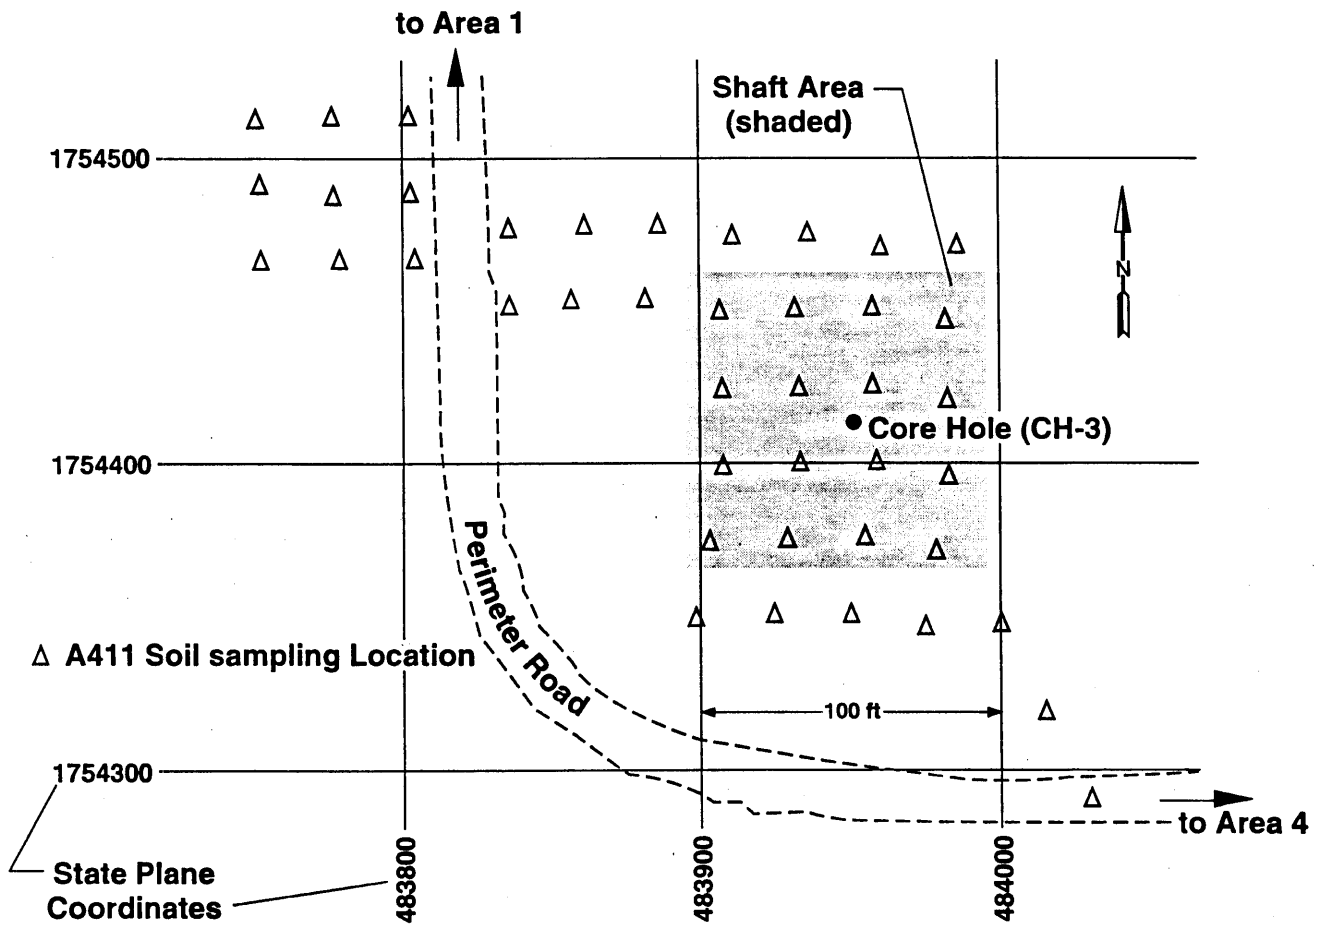 to Area 1
Shaft Area
(shaded)
1754500
N
Core Hole (CH-3)
1754400
Perimeter Road
A411 Soil sampling Location
100 ft
1754300
to Area 4
State Plane
Coordinates
483800
483900
484000